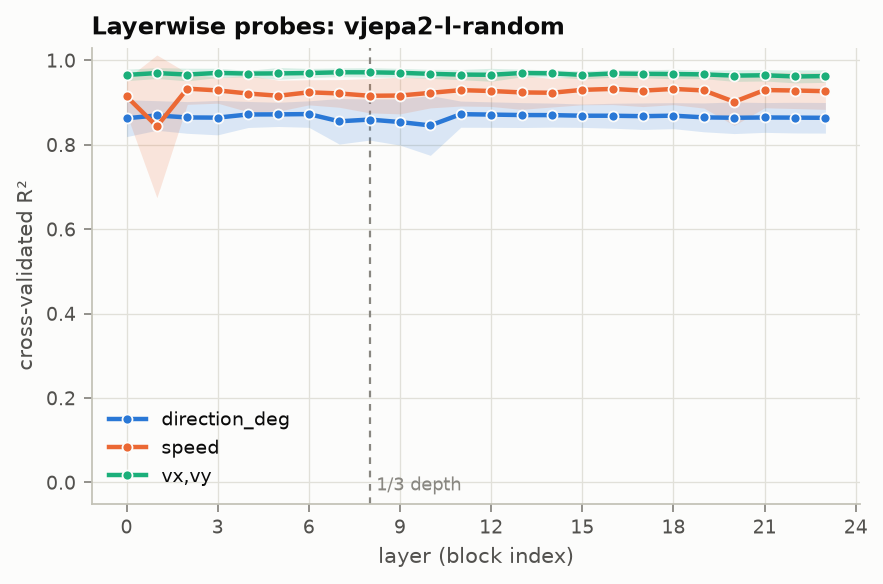 Layerwise probes: vjepa2-l-random
1.0
0.8
0.6
0.4
0.2
0.0
cross-validated R²
direction_deg
speed
vx,vy
1/3 depth
0 3 6 9 12 15 18 21 24
layer (block index)